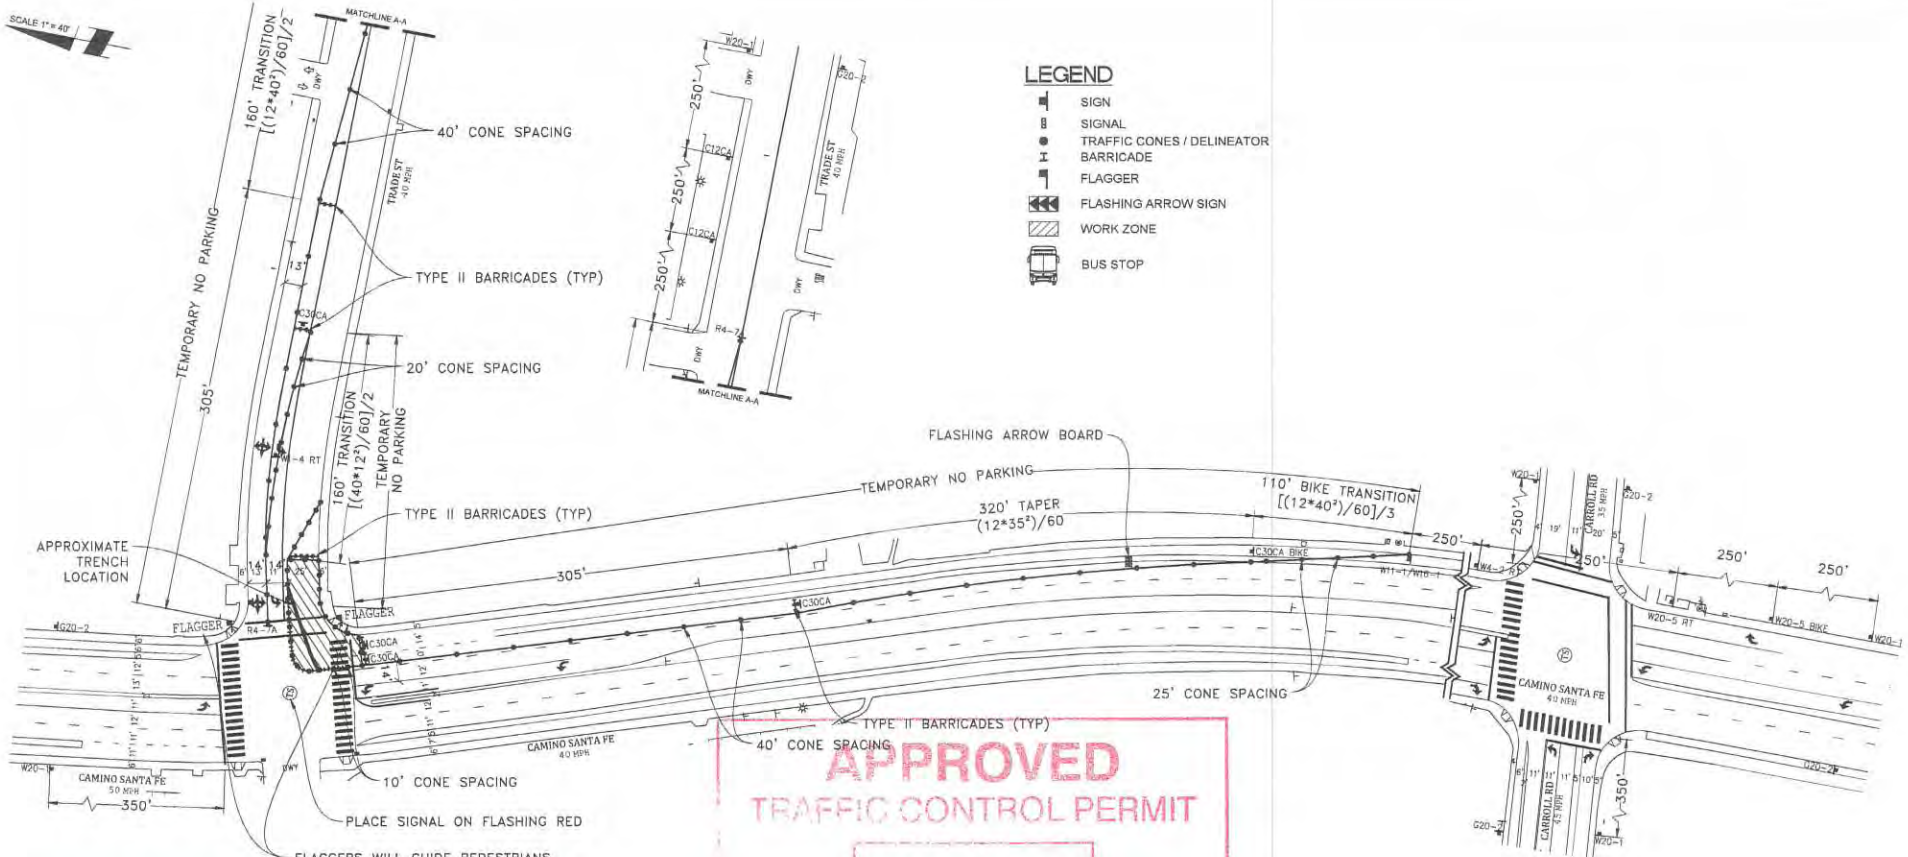 SCALE 1" = 40'
160' TRANSITION
[(12*40²)/60]/2
MATCHLINE A-A
DWY
40' CONE SPACING
TRADE ST
40 MPH
TEMPORARY NO PARKING
305'
13'
TYPE II BARRICADES (TYP)
C30CA
20' CONE SPACING
160' TRANSITION
[(40*12²)/60]/2
TEMPORARY
NO PARKING
W1-4 RT
TYPE II BARRICADES (TYP)
APPROXIMATE
TRENCH
LOCATION
FLAGGER
FLAGGER
R4-7A
G20-2
C30CA
C30CA
W20-1
250'
250'
250'
DWY
G20-2
C12CA
C12CA
TRADE ST
40 MPH
R4-7A
DWY
DWY
MATCHLINE A-A
LEGEND
SIGN
SIGNAL
TRAFFIC CONES / DELINEATOR
BARRICADE
FLAGGER
FLASHING ARROW SIGN
WORK ZONE
BUS STOP
FLASHING ARROW BOARD
TEMPORARY NO PARKING
110' BIKE TRANSITION
[(12*40²)/60]/3
320' TAPER
(12*35²)/60
305'
C30CA
C30CA BIKE
W11-1/W16-1
250'
W4-2 RT
W20-1
250'
CARROLL RD
35 MPH
G20-2
250'
250'
250'
W20-5 RT
W20-5 BIKE
W20-1
CAMINO SANTA FE
40 MPH
25' CONE SPACING
TYPE II BARRICADES (TYP)
40' CONE SPACING
CAMINO SANTA FE
40 MPH
10' CONE SPACING
W20-1
CAMINO SANTA FE
50 MPH
350'
DWY
PLACE SIGNAL ON FLASHING RED
FLAGGERS WILL GUIDE PEDESTRIANS
APPROVED
TRAFFIC CONTROL PERMIT
CARROLL RD
45 MPH
G20-2
G20-2
350'
W20-1